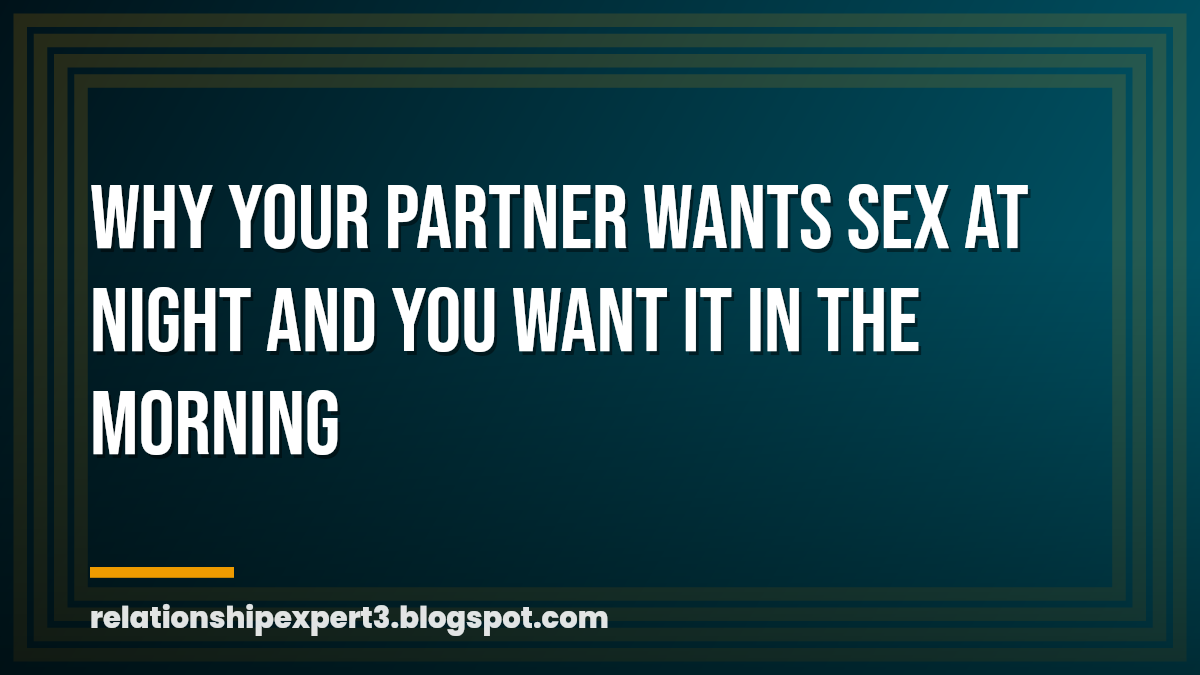 WHY YOUR PARTNER WANTS SEX AT
NIGHT AND YOU WANT IT IN THE
MORNING
relationshipexpert3.blogspot.com